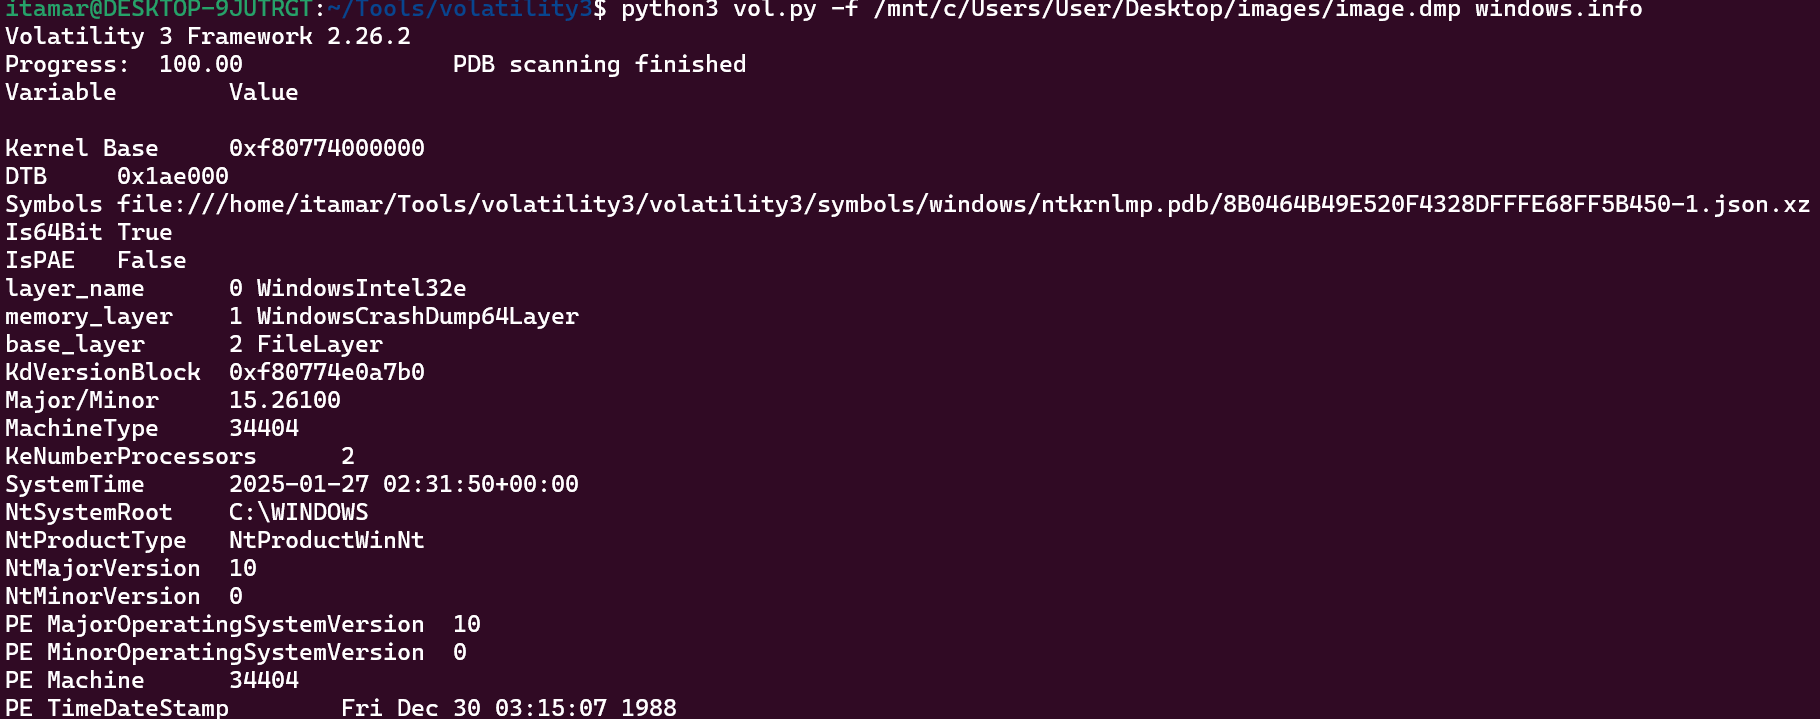 itamar@DESKTOP-9JUTRGT:~/Tools/volatility3$ python3 vol.py -f /mnt/c/Users/User/Desktop/images/image.dmp windows.info
Volatility 3 Framework 2.26.2
Progress:  100.00               PDB scanning finished
Variable        Value

Kernel Base     0xf80774000000
DTB     0x1ae000
Symbols file:///home/itamar/Tools/volatility3/volatility3/symbols/windows/ntkrnlmp.pdb/8B0464B49E520F4328DFFFE68FF5B450-1.json.xz
Is64Bit True
IsPAE   False
layer_name      0 WindowsIntel32e
memory_layer    1 WindowsCrashDump64Layer
base_layer      2 FileLayer
KdVersionBlock  0xf80774e0a7b0
Major/Minor     15.26100
MachineType     34404
KeNumberProcessors      2
SystemTime      2025-01-27 02:31:50+00:00
NtSystemRoot    C:\WINDOWS
NtProductType   NtProductWinNt
NtMajorVersion  10
NtMinorVersion  0
PE MajorOperatingSystemVersion  10
PE MinorOperatingSystemVersion  0
PE Machine      34404
PE TimeDateStamp        Fri Dec 30 03:15:07 1988